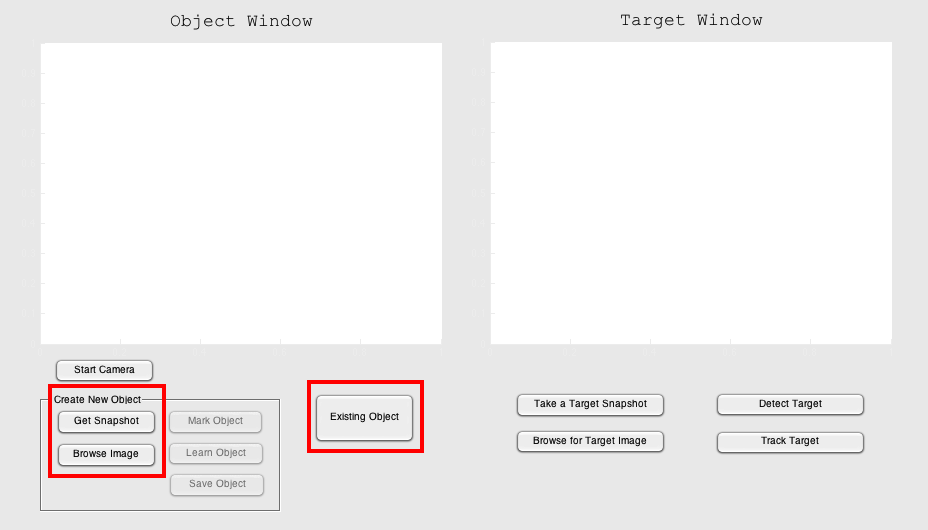 Object Window
Target Window
Start Camera
Create New Object
Get Snapshot
Mark Object
Browse Image
Learn Object
Save Object
Existing Object
Take a Target Snapshot
Detect Target
Browse for Target Image
Track Target